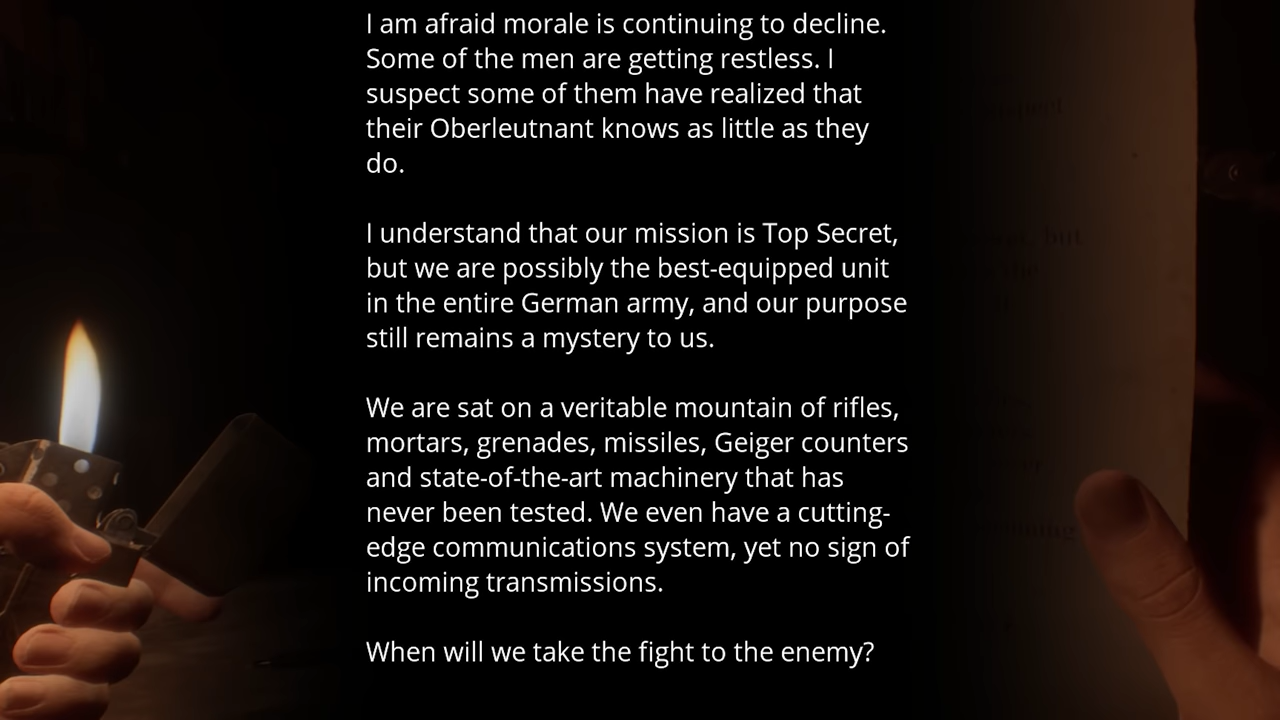 I am afraid morale is continuing to decline.
Some of the men are getting restless. I
suspect some of them have realized that
their Oberleutnant knows as little as they
do.
I understand that our mission is Top Secret,
but we are possibly the best-equipped unit
in the entire German army, and our purpose
still remains a mystery to us.
We are sat on a veritable mountain of rifles,
mortars, grenades, missiles, Geiger counters
and state-of-the-art machinery that has
never been tested. We even have a cutting-
edge communications system, yet no sign of
incoming transmissions.
When will we take the fight to the enemy?